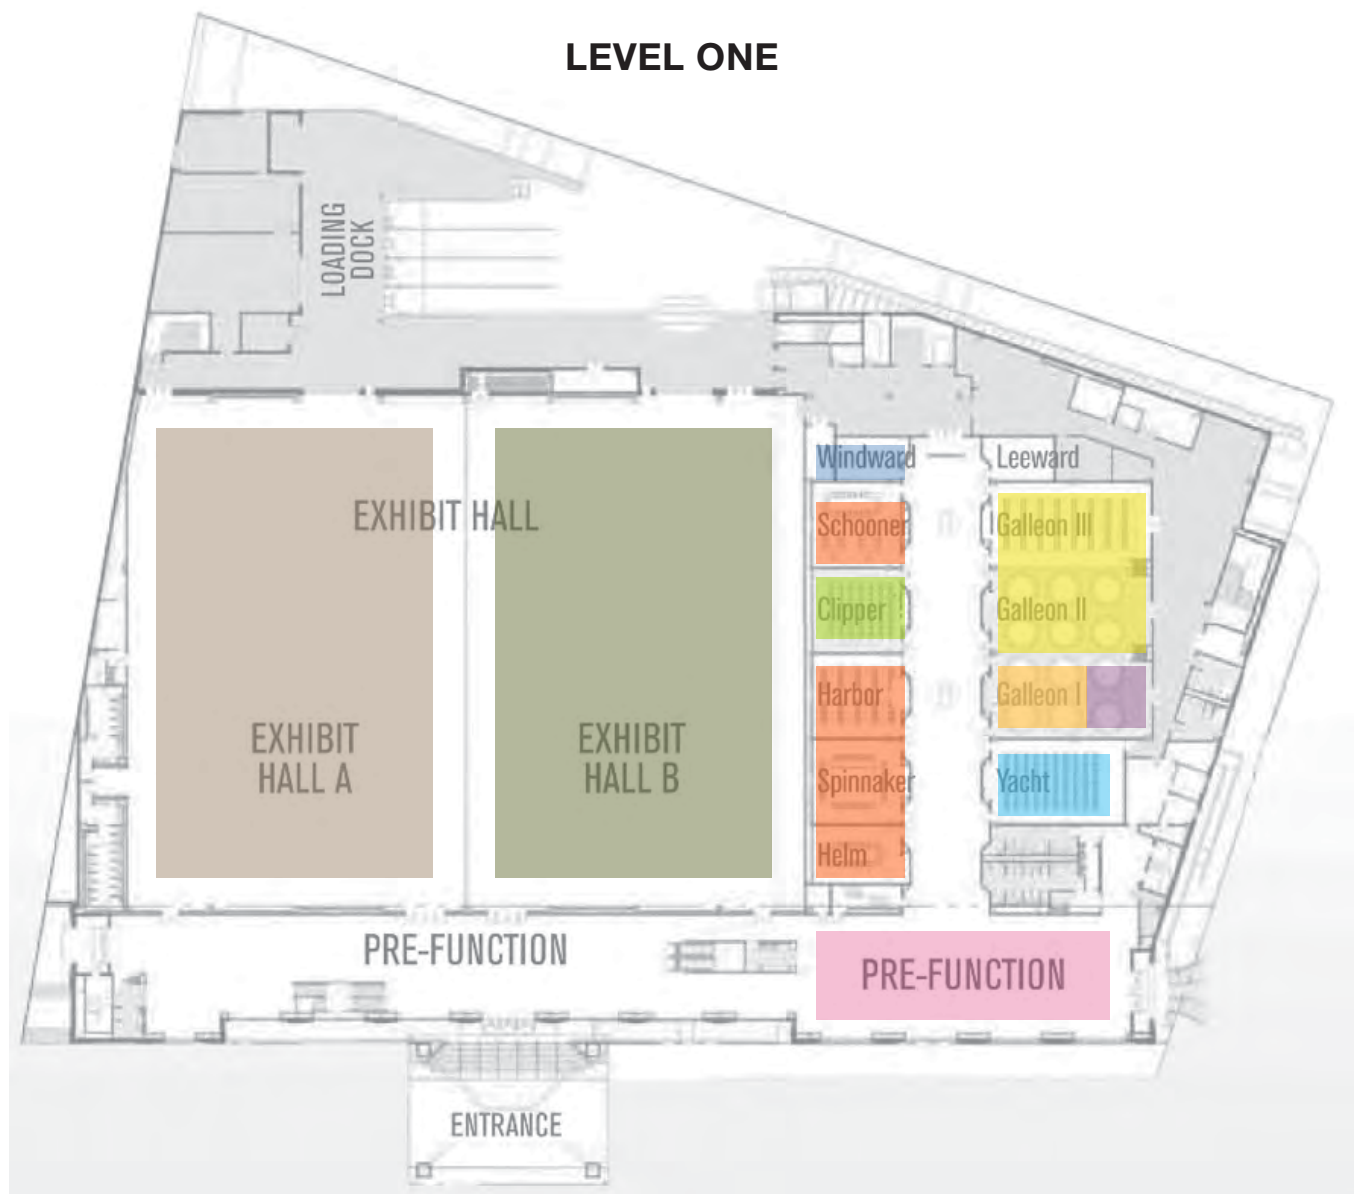 LEVEL ONE
LOADING
DOCK
Windward
Leeward
EXHIBIT HALL
Schooner
Galleon III
Clipper
Galleon II
Harbor
Galleon I
EXHIBIT
HALL A
EXHIBIT
HALL B
Spinnaker
Yacht
Helm
PRE-FUNCTION
PRE-FUNCTION
ENTRANCE